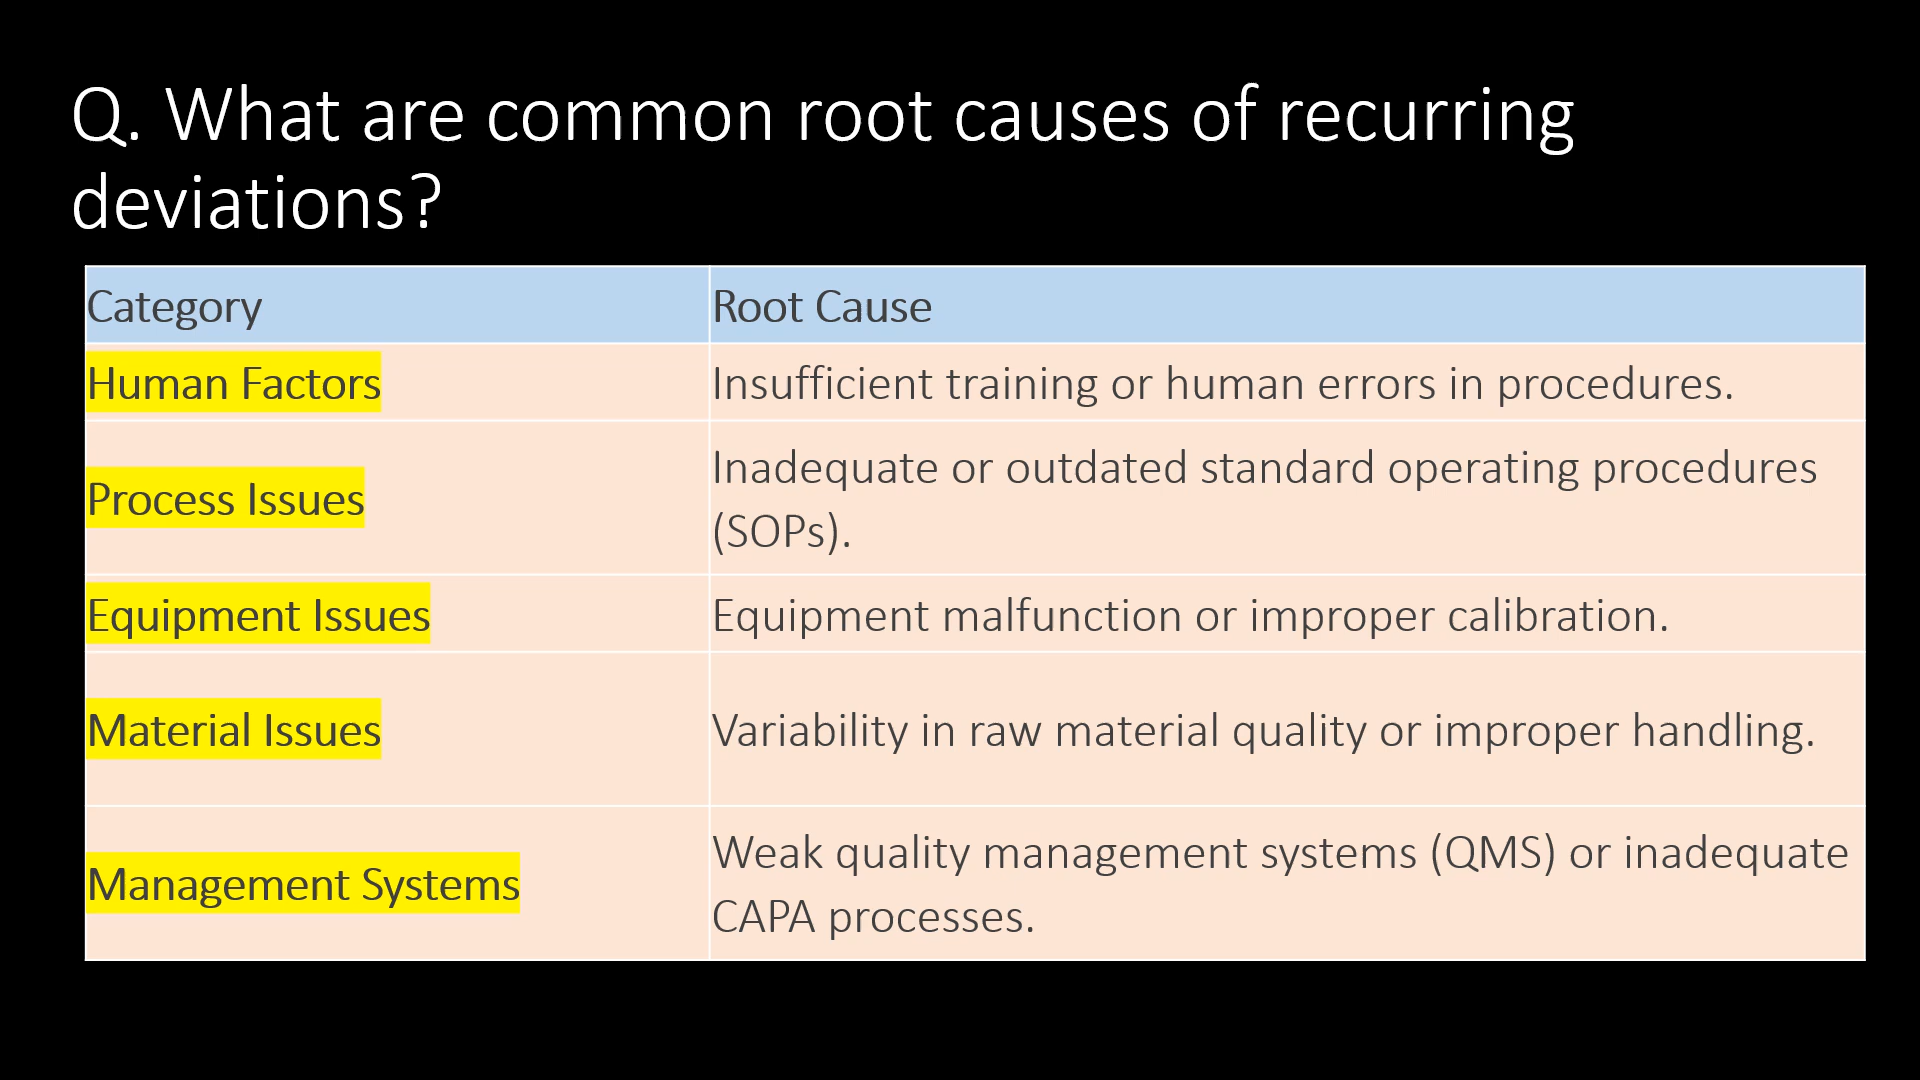 Q. What are common root causes of recurring
deviations?
Category
Root Cause
Human Factors
Insufficient training or human errors in procedures.
Process Issues
Inadequate or outdated standard operating procedures
(SOPs).
Equipment Issues
Equipment malfunction or improper calibration.
Material Issues
Variability in raw material quality or improper handling.
Management Systems
Weak quality management systems (QMS) or inadequate
CAPA processes.